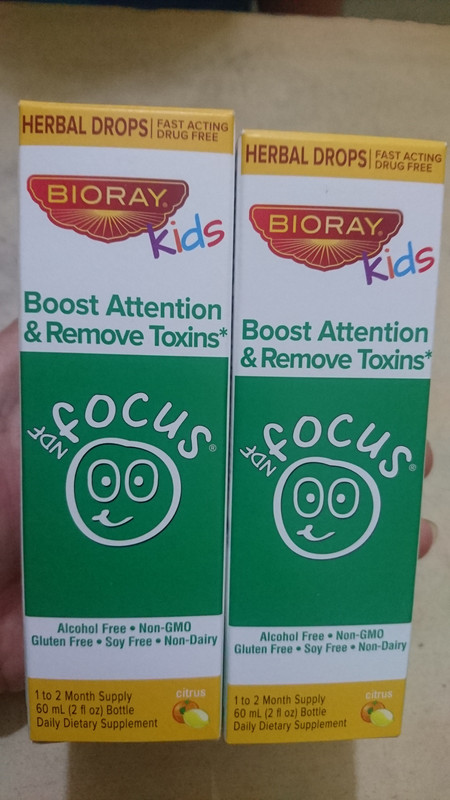 HERBAL DROPS | FAST ACTING
DRUG FREE
BIORAY®
kids
Boost Attention
& Remove Toxins*
NDF focus®
Alcohol Free • Non-GMO
Gluten Free • Soy Free • Non-Dairy
1 to 2 Month Supply
60 mL (2 fl oz) Bottle
Daily Dietary Supplement
citrus
HERBAL DROPS | FAST ACTING
DRUG FREE
BIORAY®
kids
Boost Attention
& Remove Toxins*
NDF focus®
Alcohol Free • Non-GMO
Gluten Free • Soy Free • Non-Dairy
1 to 2 Month Supply
60 mL (2 fl oz) Bottle
Daily Dietary Supplement
citrus